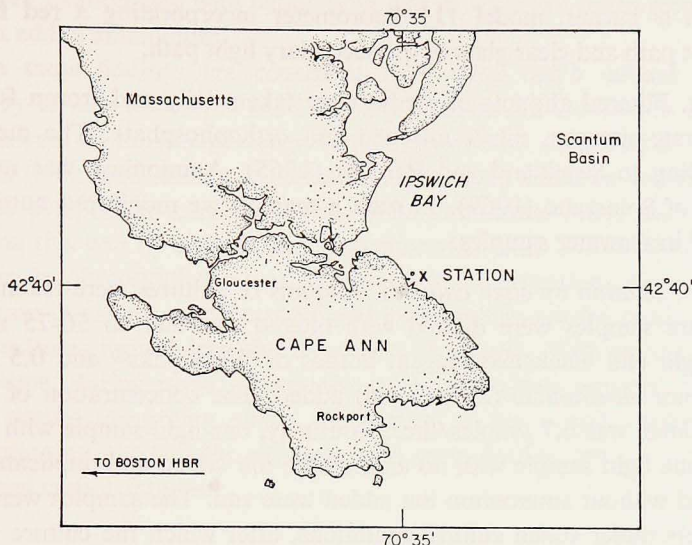 70°35'
Massachusetts
Scantum
Basin
IPSWICH
BAY
42°40'
Gloucester
X STATION
42°40'
CAPE ANN
Rockport
TO BOSTON HBR
70°35'